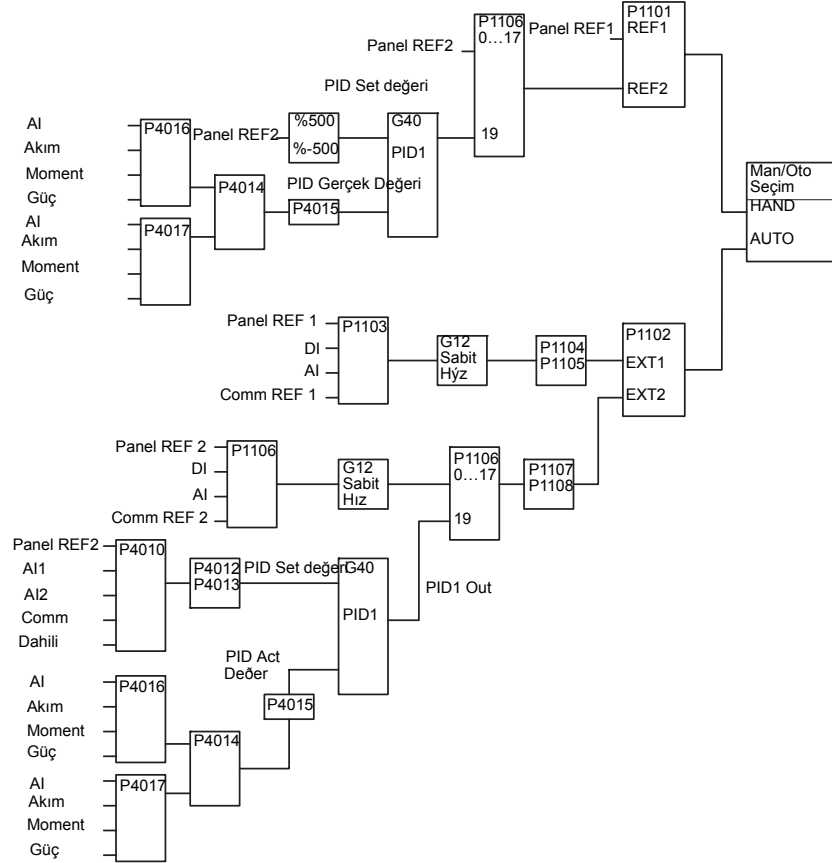 P1106
0…17
19
Panel REF2
Panel REF1
P1101
REF1
REF2
PID Set değeri
AI
Akım
Moment
Güç
P4016
Panel REF2
%500
%-500
G40
PID1
PID Gerçek Değeri
P4014
P4015
AI
Akım
Moment
Güç
P4017
Man/Oto
Seçim
HAND
AUTO
Panel REF 1
DI
AI
Comm REF 1
P1103
G12
Sabit
Hýz
P1104
P1105
P1102
EXT1
EXT2
Panel REF 2
DI
AI
Comm REF 2
P1106
G12
Sabit
Hız
P1106
0…17
19
P1107
P1108
Panel REF2
AI1
AI2
Comm
Dahili
P4010
P4012
P4013
PID Set değeri
G40
PID1
PID1 Out
PID Act
Deðer
P4015
AI
Akım
Moment
Güç
P4016
P4014
AI
Akım
Moment
Güç
P4017